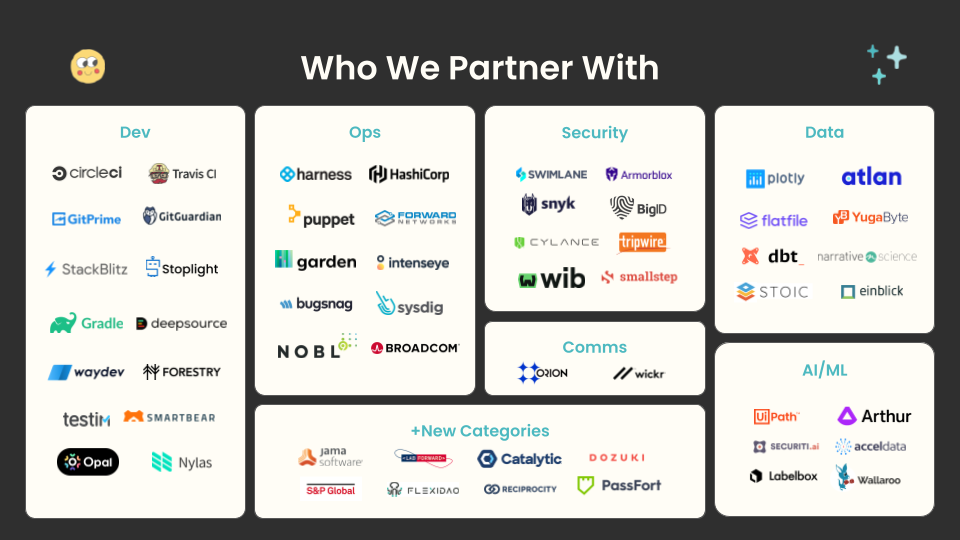 Who We Partner With
Dev
circleci
Travis CI
GitPrime
GitGuardian
StackBlitz
Stoplight
Gradle
deepsource
waydev
FORESTRY
testim
SMARTBEAR
Opal
Nylas
Ops
harness
HashiCorp
puppet
FORWARD
NETWORKS
garden
intenseye
bugsnag
sysdig
NOBL
BROADCOM
Security
SWIMLANE
Armorblox
snyk
BigID
CYLANCE
tripwire
wib
smallstep
Comms
ORION
wickr
+New Categories
jama
software
LAB FORWARD
Catalytic
DOZUKI
S&P Global
FLEXIDAO
RECIPROCITY
PassFort
Data
plotly
atlan
flatfile
YB YugaByte
dbt_
narrative science
STOIC
einblick
AI/ML
UiPath
Arthur
SECURITI.ai
acceldata
Labelbox
Wallaroo